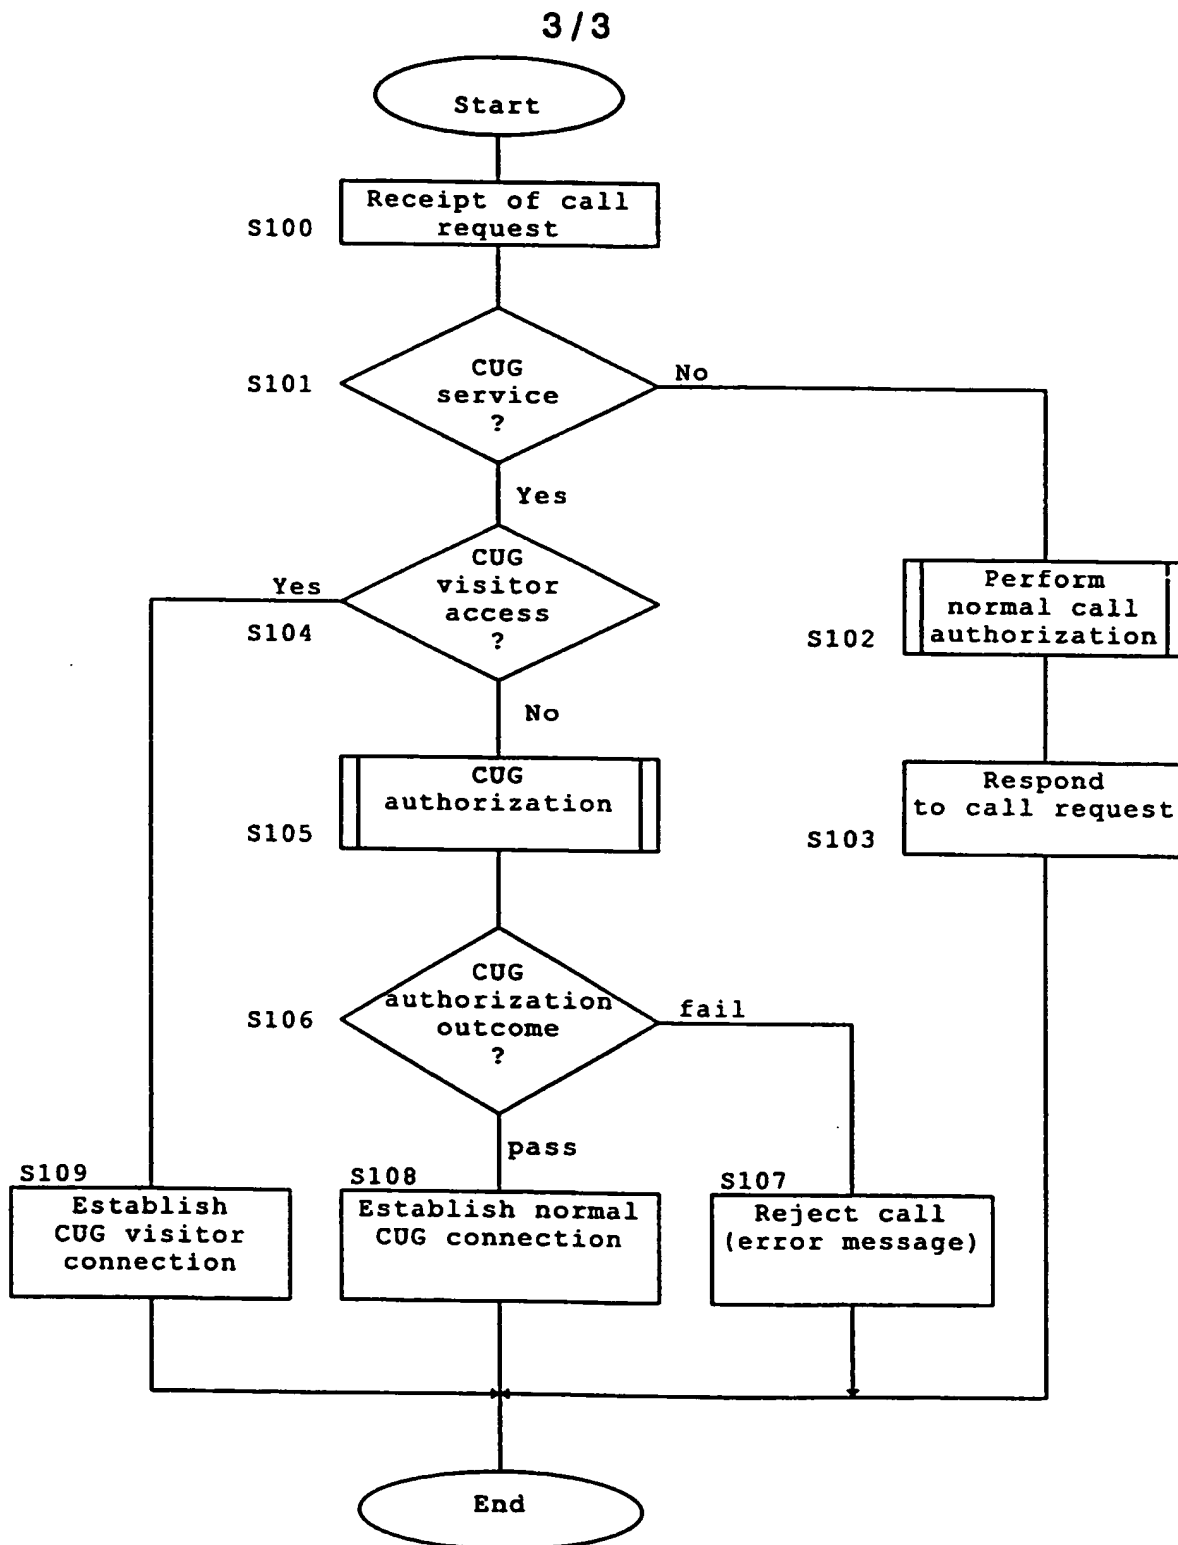 3/3
Start
Receipt of call
request
S100
CUG
service
?
S101
No
Yes
CUG
visitor
access
?
Yes
S104
Perform
normal call
authorization
S102
No
CUG
authorization
S105
Respond
to call request
S103
CUG
authorization
outcome
?
S106
fail
pass
S109
Establish
CUG visitor
connection
S108
Establish normal
CUG connection
S107
Reject call
(error message)
End